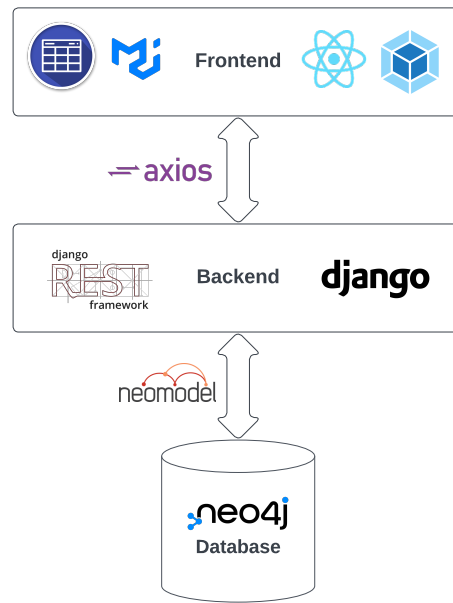 Frontend
axios
django
REST
framework
Backend
django
neomodel
neo4j
Database